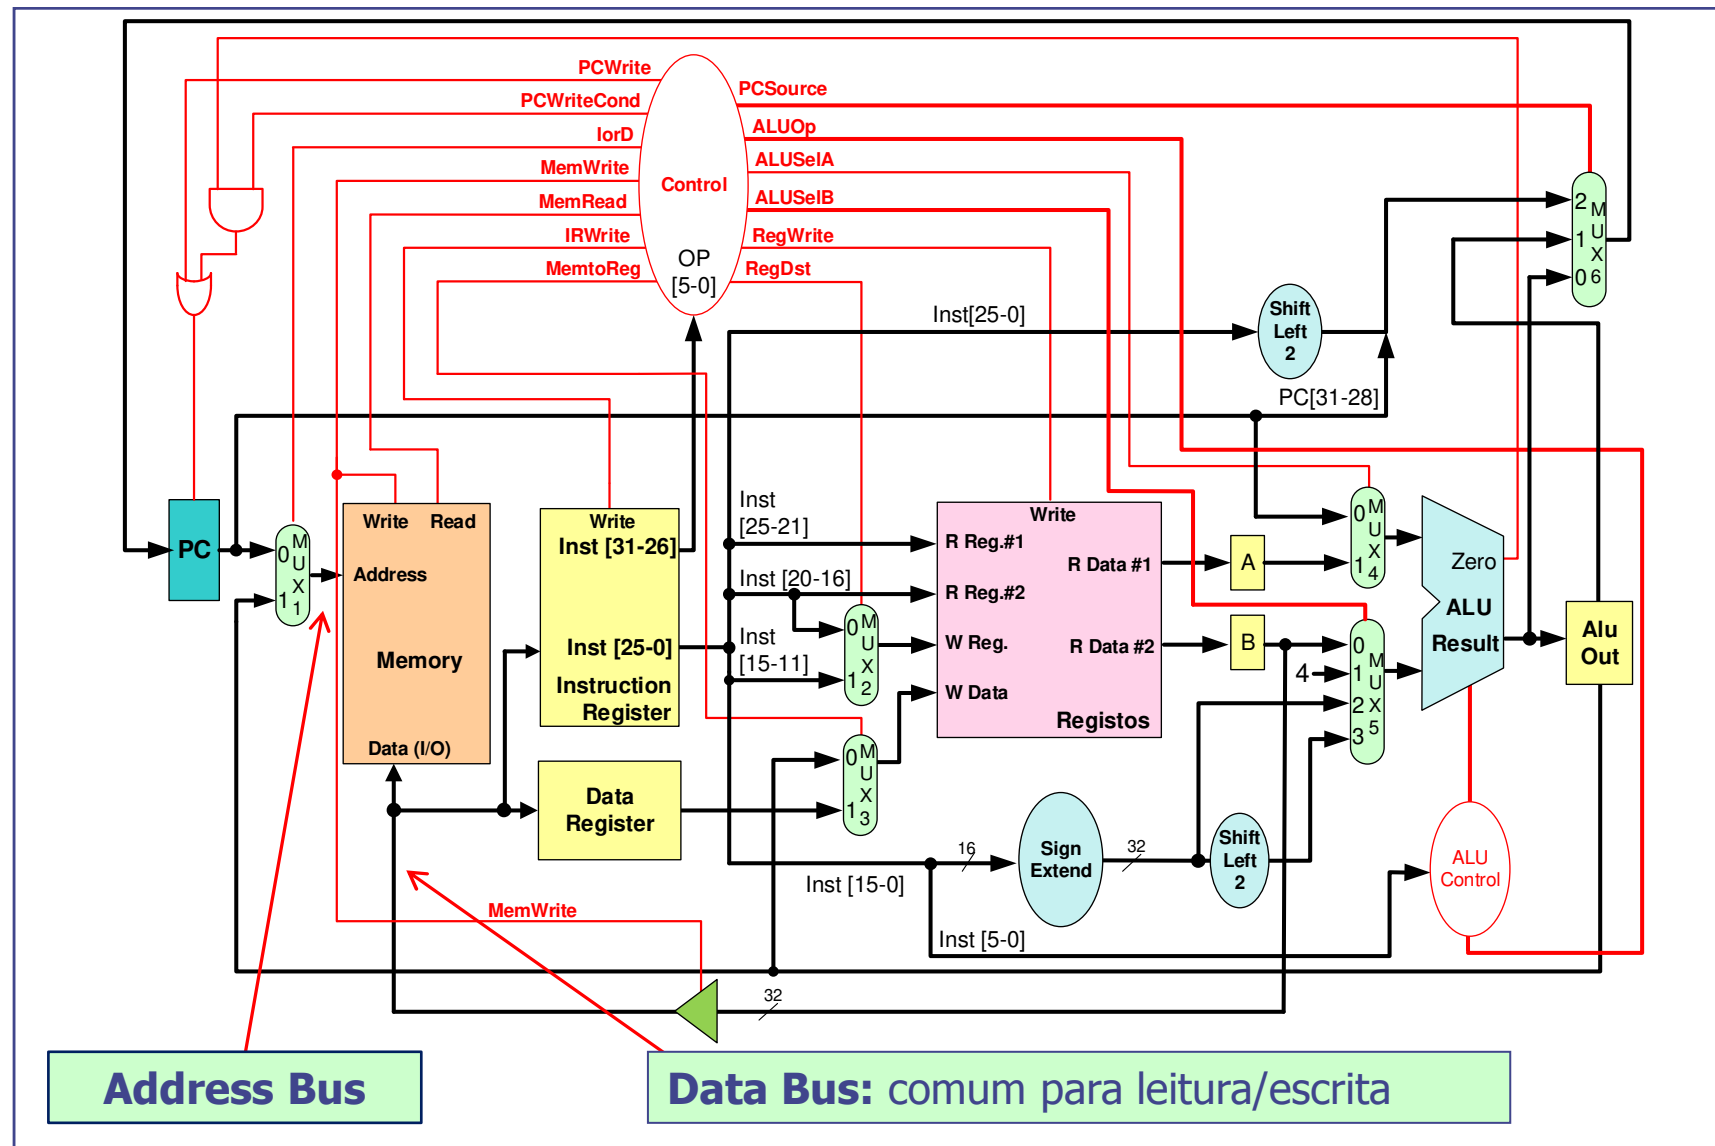 PCWrite
PCWriteCond
IorD
MemWrite
MemRead
IRWrite
MemtoReg
Control
OP
[5-0]
PCSource
ALUOp
ALUSelA
ALUSelB
RegWrite
RegDst
2
1
0
M
U
X
6
Inst[25-0]
Shift
Left
2
PC[31-28]
PC
0
1
M
U
X
1
Write Read
Address
Memory
Data (I/O)
Write
Inst [31-26]
Inst [25-0]
Instruction
Register
Data
Register
Inst
[25-21]
Inst [20-16]
Inst
[15-11]
0
1
M
U
X
2
0
1
M
U
X
3
Write
R Reg.#1
R Reg.#2
W Reg.
W Data
R Data #1
R Data #2
Registos
A
B
0
1
M
U
X
4
4
0
1
2
3
M
U
X
5
Zero
ALU
Result
Alu
Out
Inst [15-0]
16
Sign
Extend
32
Shift
Left
2
ALU
Control
Inst [5-0]
MemWrite
32
Address Bus
Data Bus: comum para leitura/escrita